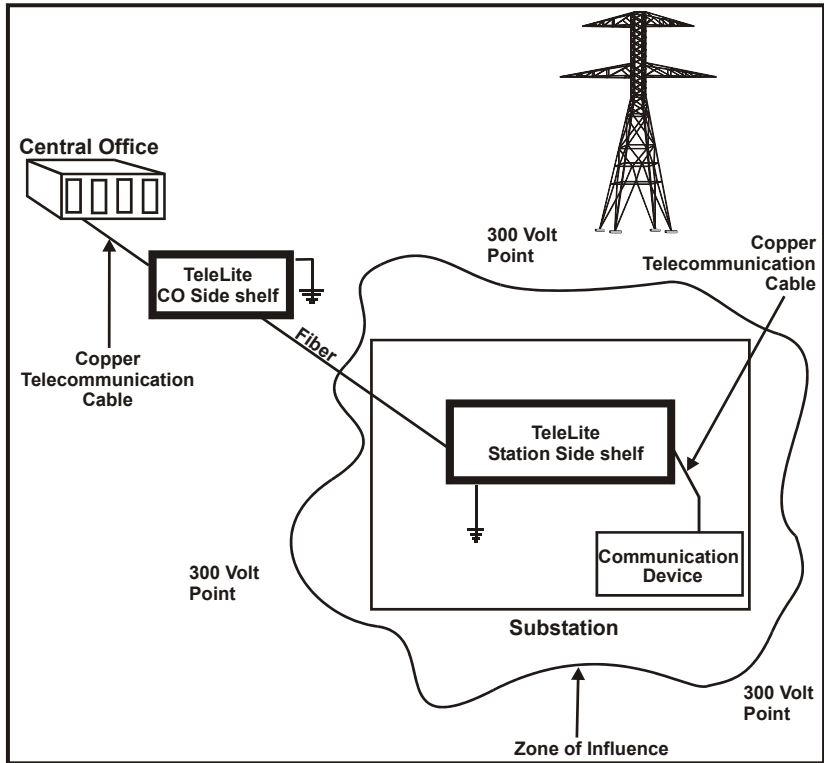 Central Office
TeleLite
CO Side shelf
Copper
Telecommunication
Cable
Fiber
300 Volt
Point
Copper
Telecommunication
Cable
TeleLite
Station Side shelf
Communication
Device
300 Volt
Point
Substation
300 Volt
Point
Zone of Influence